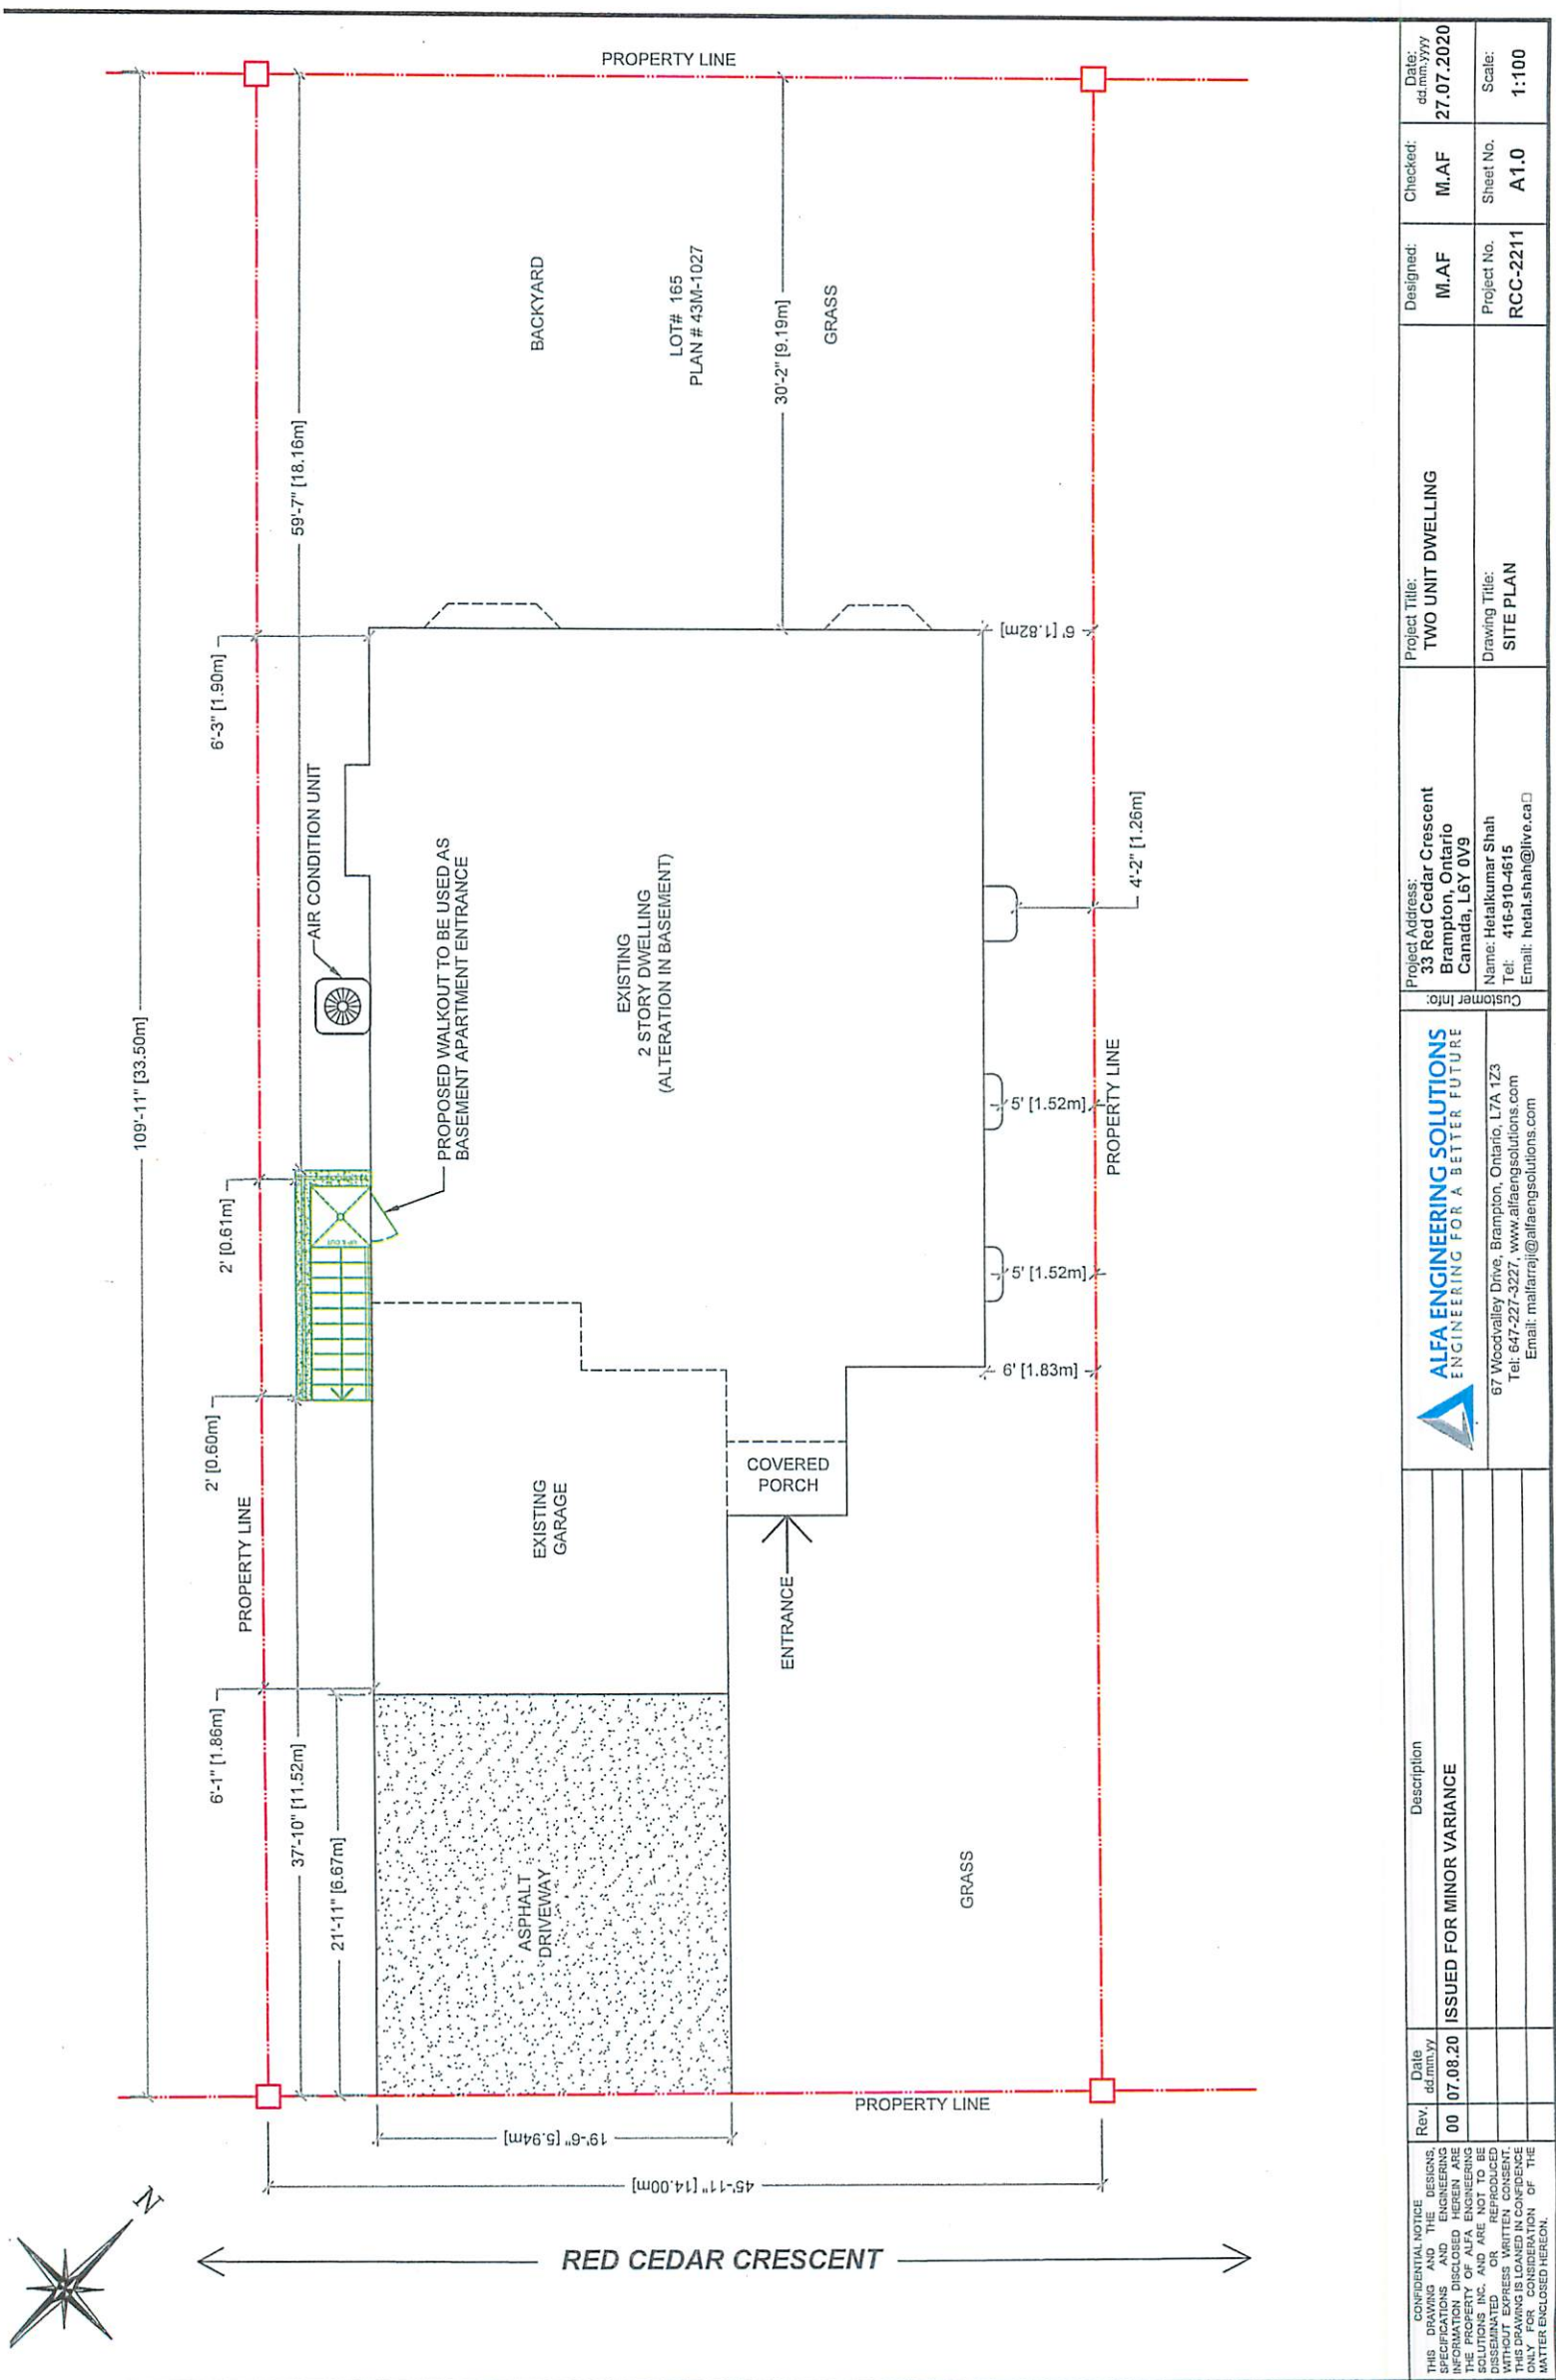 PROPERTY LINE
109'-11" [33.50m]
59'-7" [18.16m]
BACKYARD
LOT# 165
PLAN # 43M-1027
30'-2" [9.19m]
GRASS
6'-3" [1.90m]
6' [1.82m]
AIR CONDITION UNIT
PROPOSED WALKOUT TO BE USED AS
BASEMENT APARTMENT ENTRANCE
EXISTING
2 STORY DWELLING
(ALTERATION IN BASEMENT)
4'-2" [1.26m]
5' [1.52m]
PROPERTY LINE
2' [0.61m]
UP & OUT
5' [1.52m]
6' [1.83m]
2' [0.60m]
COVERED
PORCH
PROPERTY LINE
EXISTING
GARAGE
ENTRANCE
6'-1" [1.86m]
37'-10" [11.52m]
21'-11" [6.67m]
ASPHALT
DRIVEWAY
GRASS
PROPERTY LINE
19'-6" [5.94m]
45'-11" [14.00m]
N
RED CEDAR CRESCENT
CONFIDENTIAL NOTICE
THIS DRAWING AND THE DESIGNS,
SPECIFICATIONS AND ENGINEERING
INFORMATION DISCLOSED HEREIN ARE
THE PROPERTY OF ALFA ENGINEERING
SOLUTIONS INC. AND ARE NOT TO BE
DISSEMINATED OR REPRODUCED
WITHOUT EXPRESS WRITTEN CONSENT.
THIS DRAWING IS LOANED IN CONFIDENCE
ONLY FOR CONSIDERATION OF THE
MATTER ENCLOSED HEREON.
Rev. Date dd.mm.yy Description
00 07.08.20 ISSUED FOR MINOR VARIANCE
ALFA ENGINEERING SOLUTIONS
ENGINEERING FOR A BETTER FUTURE
67 Woodvalley Drive, Brampton, Ontario, L7A 1Z3
Tel: 647-227-3227, www.alfaengsolutions.com
Email: malfarraji@alfaengsolutions.com
Customer Info:
Project Address:
33 Red Cedar Crescent
Brampton, Ontario
Canada, L6Y 0V9
Name: Hetalkumar Shah
Tel: 416-910-4615
Email: hetal.shah@live.ca
Project Title:
TWO UNIT DWELLING
Drawing Title:
SITE PLAN
Designed:
M.AF
Checked:
M.AF
Date:
dd.mm.yyyy
27.07.2020
Project No.
RCC-2211
Sheet No.
A1.0
Scale:
1:100